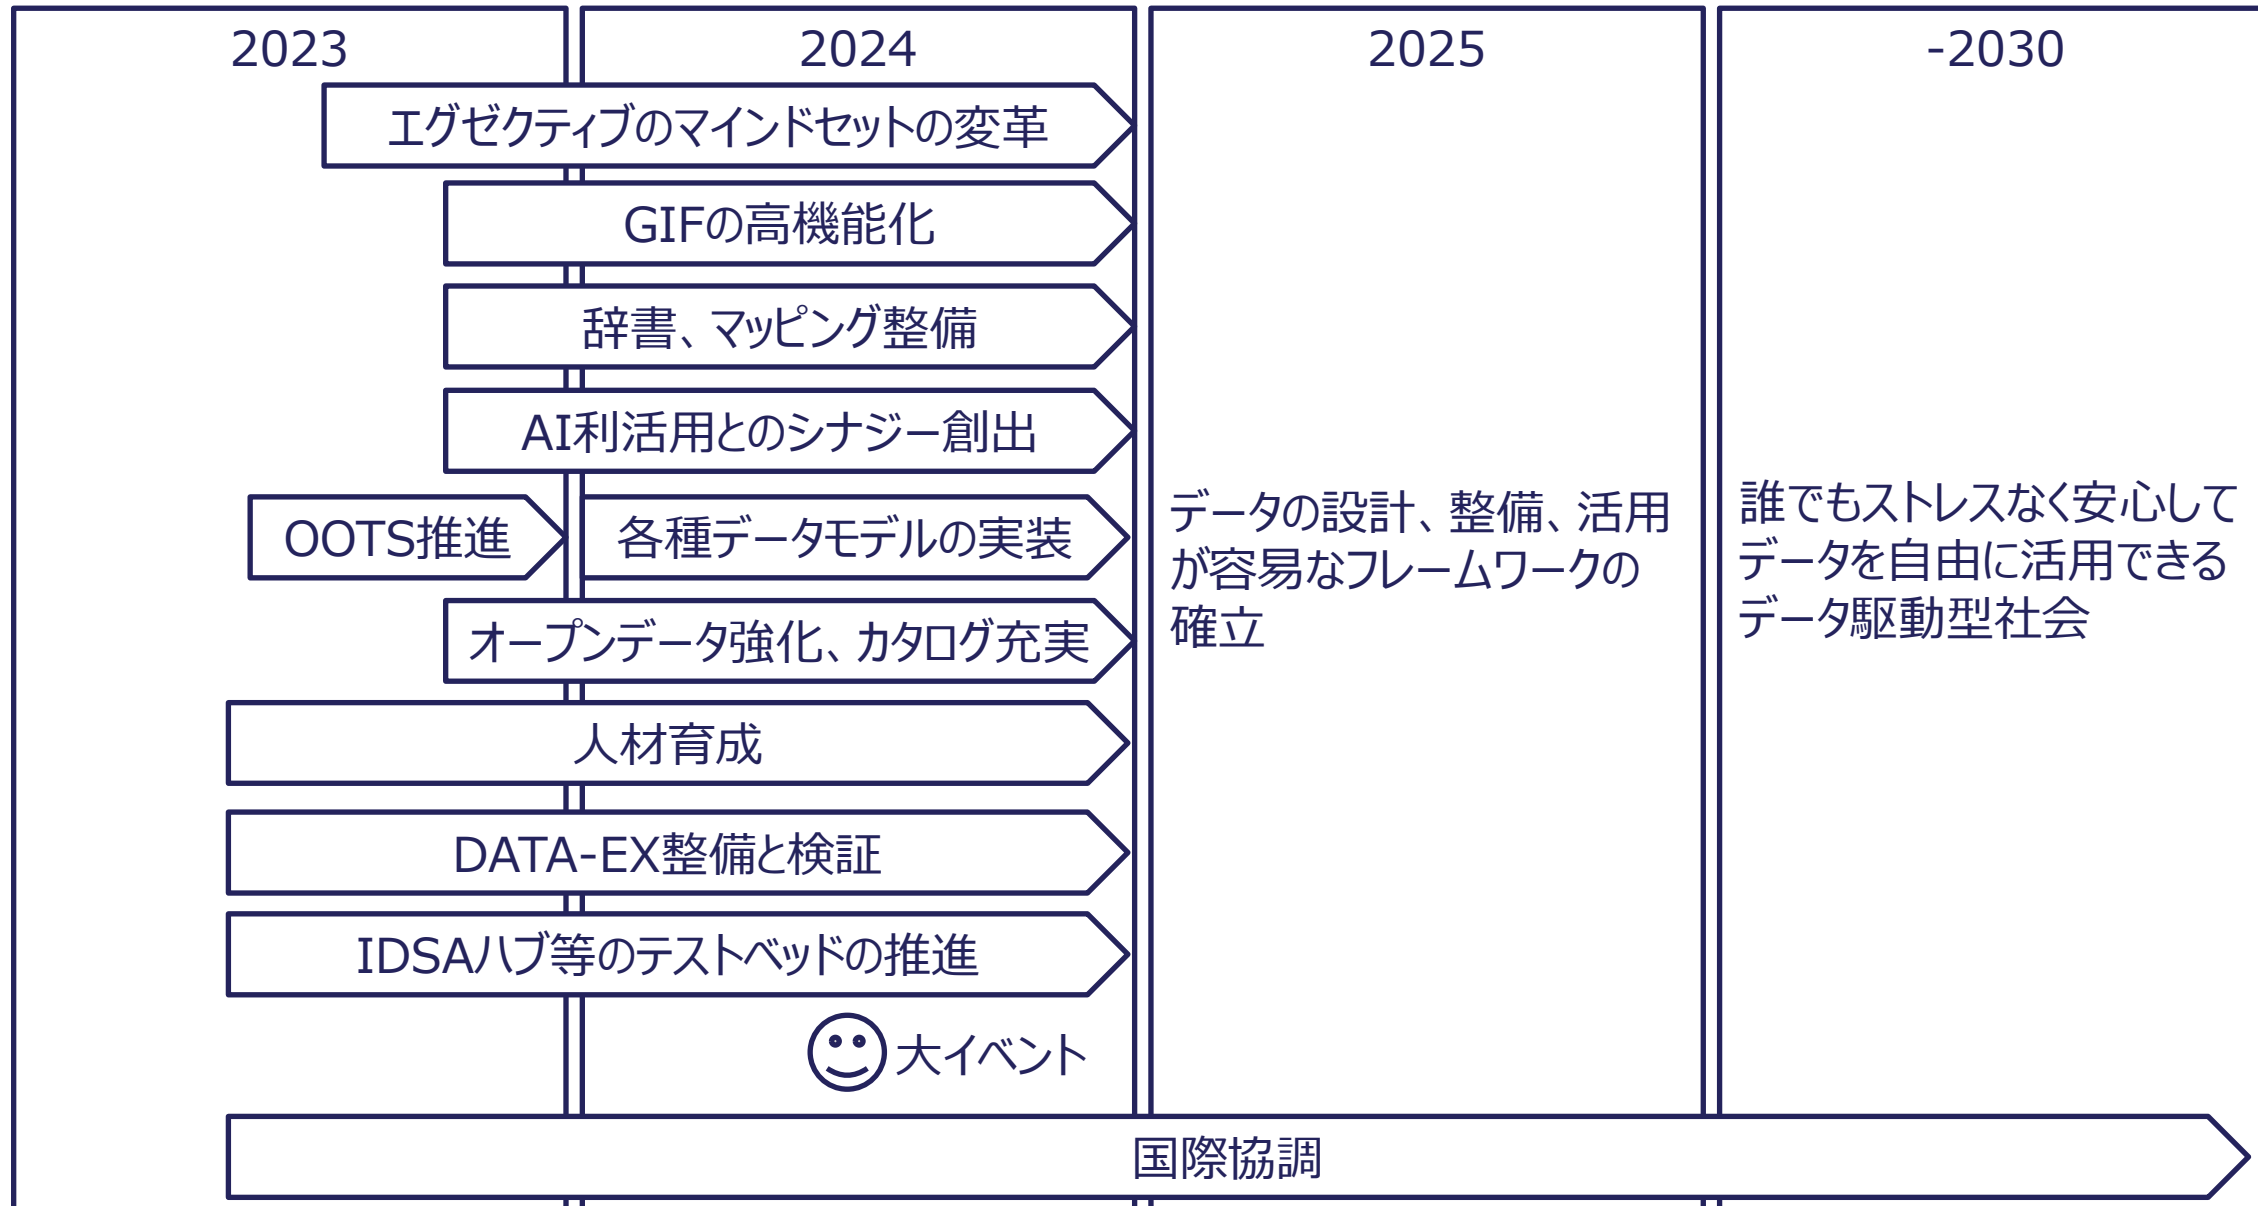 2023
2024
2025
-2030
エグゼクティブのマインドセットの変革
GIFの高機能化
辞書、マッピング整備
AI利活用とのシナジー創出
OOTS推進
各種データモデルの実装
オープンデータ強化、カタログ充実
人材育成
DATA-EX整備と検証
IDSAハブ等のテストベッドの推進
大イベント
国際協調
データの設計、整備、活用
が容易なフレームワークの
確立
誰でもストレスなく安心して
データを自由に活用できる
データ駆動型社会